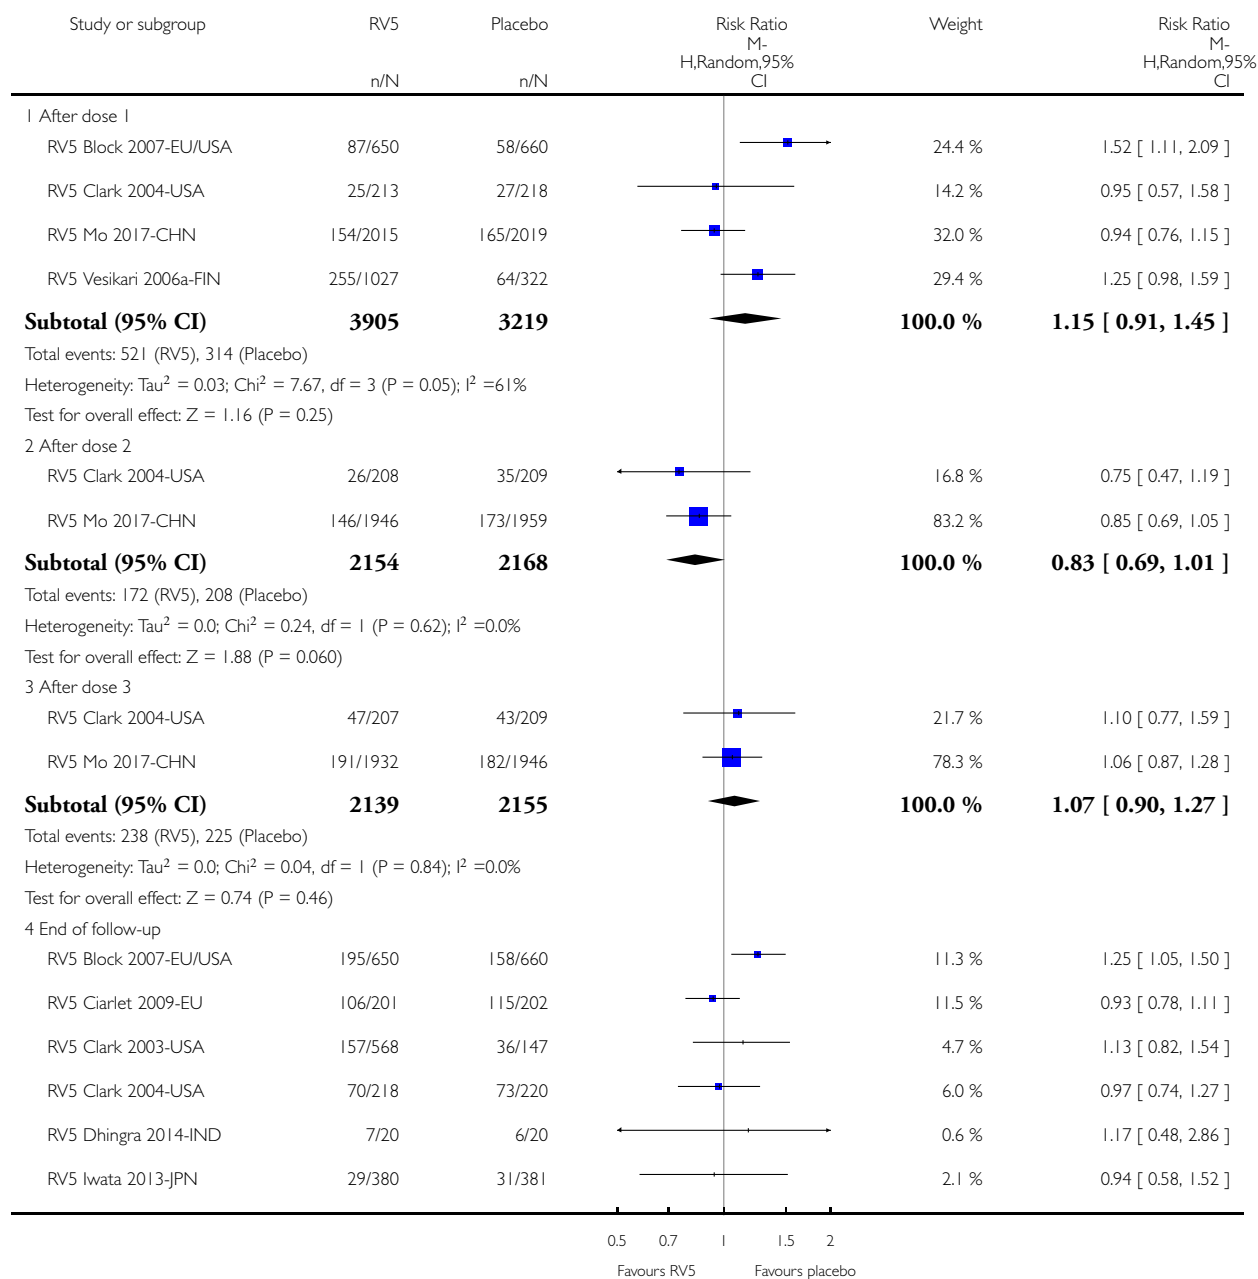 Study or subgroup RV5 Placebo Risk Ratio Weight Risk Ratio
M- M-
H,Random,95% H,Random,95%
n/N n/N CI CI
1 After dose 1
RV5 Block 2007-EU/USA 87/650 58/660 24.4 % 1.52 [ 1.11, 2.09 ]
RV5 Clark 2004-USA 25/213 27/218 14.2 % 0.95 [ 0.57, 1.58 ]
RV5 Mo 2017-CHN 154/2015 165/2019 32.0 % 0.94 [ 0.76, 1.15 ]
RV5 Vesikari 2006a-FIN 255/1027 64/322 29.4 % 1.25 [ 0.98, 1.59 ]
Subtotal (95% CI) 3905 3219 100.0 % 1.15 [ 0.91, 1.45 ]
Total events: 521 (RV5), 314 (Placebo)
Heterogeneity: Tau² = 0.03; Chi² = 7.67, df = 3 (P = 0.05); I² =61%
Test for overall effect: Z = 1.16 (P = 0.25)
2 After dose 2
RV5 Clark 2004-USA 26/208 35/209 16.8 % 0.75 [ 0.47, 1.19 ]
RV5 Mo 2017-CHN 146/1946 173/1959 83.2 % 0.85 [ 0.69, 1.05 ]
Subtotal (95% CI) 2154 2168 100.0 % 0.83 [ 0.69, 1.01 ]
Total events: 172 (RV5), 208 (Placebo)
Heterogeneity: Tau² = 0.0; Chi² = 0.24, df = 1 (P = 0.62); I² =0.0%
Test for overall effect: Z = 1.88 (P = 0.060)
3 After dose 3
RV5 Clark 2004-USA 47/207 43/209 21.7 % 1.10 [ 0.77, 1.59 ]
RV5 Mo 2017-CHN 191/1932 182/1946 78.3 % 1.06 [ 0.87, 1.28 ]
Subtotal (95% CI) 2139 2155 100.0 % 1.07 [ 0.90, 1.27 ]
Total events: 238 (RV5), 225 (Placebo)
Heterogeneity: Tau² = 0.0; Chi² = 0.04, df = 1 (P = 0.84); I² =0.0%
Test for overall effect: Z = 0.74 (P = 0.46)
4 End of follow-up
RV5 Block 2007-EU/USA 195/650 158/660 11.3 % 1.25 [ 1.05, 1.50 ]
RV5 Ciarlet 2009-EU 106/201 115/202 11.5 % 0.93 [ 0.78, 1.11 ]
RV5 Clark 2003-USA 157/568 36/147 4.7 % 1.13 [ 0.82, 1.54 ]
RV5 Clark 2004-USA 70/218 73/220 6.0 % 0.97 [ 0.74, 1.27 ]
RV5 Dhingra 2014-IND 7/20 6/20 0.6 % 1.17 [ 0.48, 2.86 ]
RV5 Iwata 2013-JPN 29/380 31/381 2.1 % 0.94 [ 0.58, 1.52 ]
0.5 0.7 1 1.5 2
Favours RV5 Favours placebo